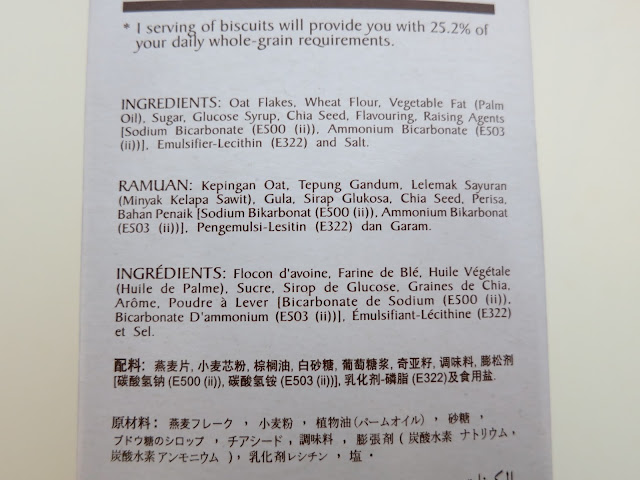 * 1 serving of biscuits will provide you with 25.2% of
your daily whole-grain requirements.
INGREDIENTS: Oat Flakes, Wheat Flour, Vegetable Fat (Palm
Oil), Sugar, Glucose Syrup, Chia Seed, Flavouring, Raising Agents
[Sodium Bicarbonate (E500 (ii)), Ammonium Bicarbonate (E503
(ii))], Emulsifier-Lecithin (E322) and Salt.
RAMUAN: Kepingan Oat, Tepung Gandum, Lelemak Sayuran
(Minyak Kelapa Sawit), Gula, Sirap Glukosa, Chia Seed, Perisa,
Bahan Penaik [Sodium Bikarbonat (E500 (ii)), Ammonium Bikarbonat
(E503 (ii))], Pengemulsi-Lesitin (E322) dan Garam.
INGRÉDIENTS: Flocon d'avoine, Farine de Blé, Huile Végétale
(Huile de Palme), Sucre, Sirop de Glucose, Graines de Chia,
Arôme, Poudre à Lever [Bicarbonate de Sodium (E500 (ii)),
Bicarbonate D'ammonium (E503 (ii))], Émulsifiant-Lécithine (E322)
et Sel.
配料: 燕麦片, 小麦芯粉, 棕榈油, 白砂糖, 葡萄糖浆, 奇亚籽, 调味料, 膨松剂
[碳酸氢钠 (E500 (ii)), 碳酸氢铵 (E503 (ii))], 乳化剂-磷脂 (E322)及食用盐.
原材料： 燕麦フレーク , 小麦粉 , 植物油 (パームオイル) , 砂糖 ,
ブドウ糖のシロップ , チアシード , 調味料 , 膨張剤 ( 炭酸水素 ナトリウム ,
炭酸水素アンモニウム ) , 乳化剤レシチン , 塩 .